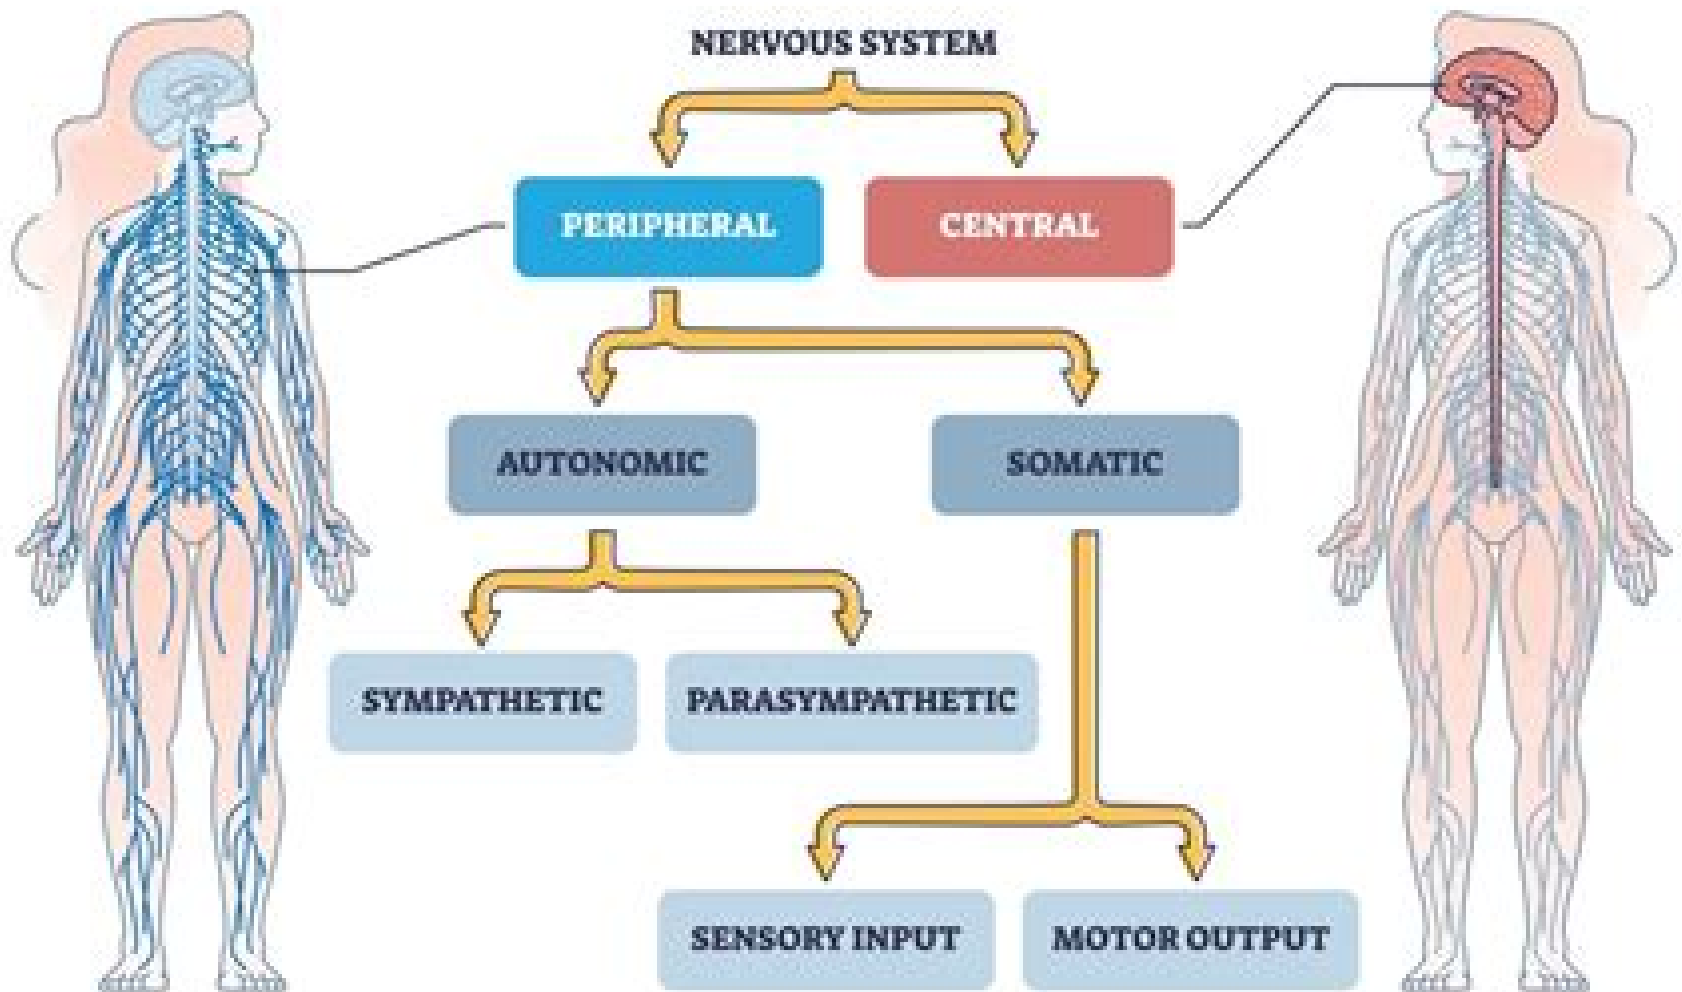 NERVOUS SYSTEM
PERIPHERAL
CENTRAL
AUTONOMIC
SOMATIC
SYMPATHETIC
PARASYMPATHETIC
SENSORY INPUT
MOTOR OUTPUT